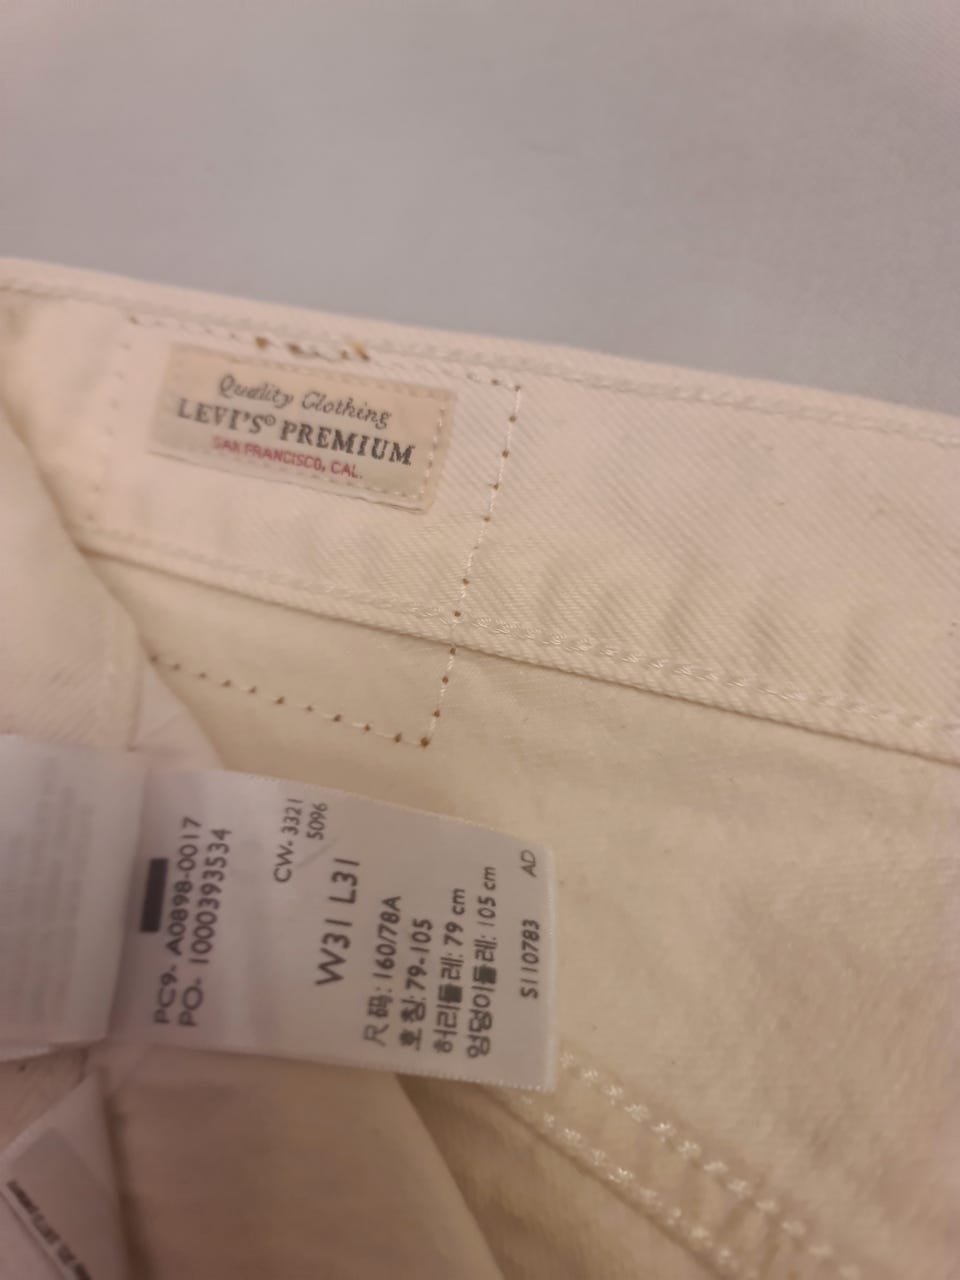 Quality Clothing
LEVI'S® PREMIUM
SAN FRANCISCO, CAL.
PC9- A0898-0017
PO- 1000393534
CW- 3321
5096
W31 L31
尺码: 160/78A
호칭: 79-105
허리둘레: 79 cm
엉덩이둘레: 105 cm
S110783 AD